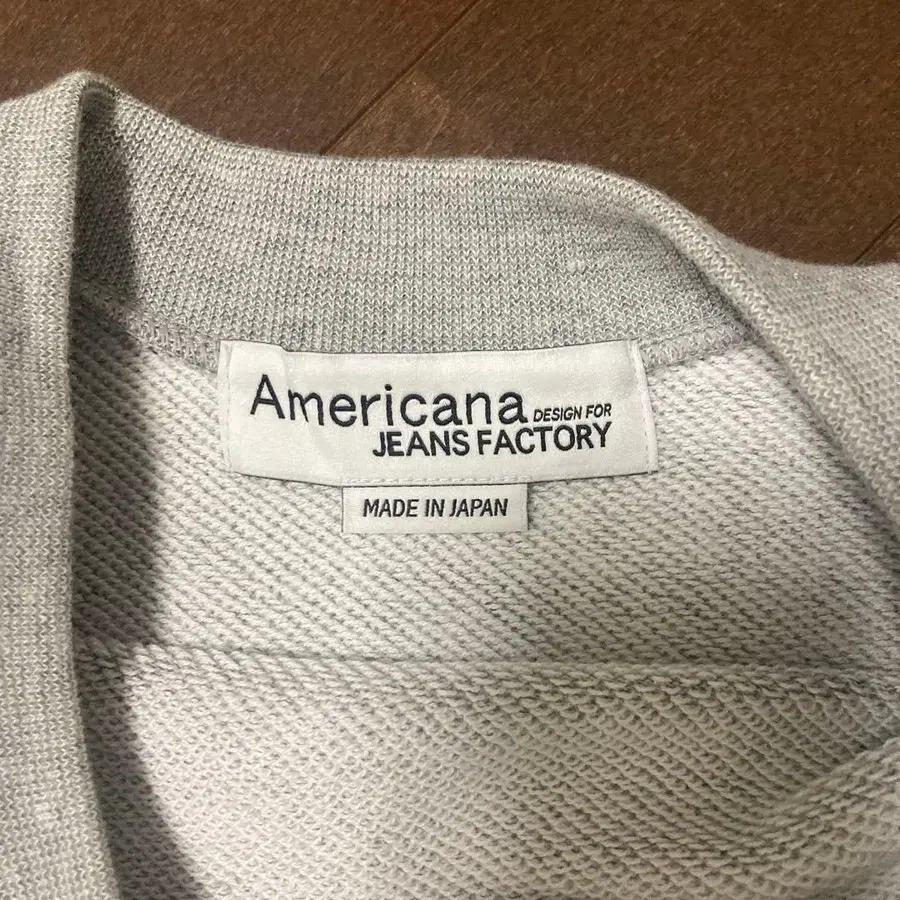 Americana DESIGN FOR
JEANS FACTORY
MADE IN JAPAN